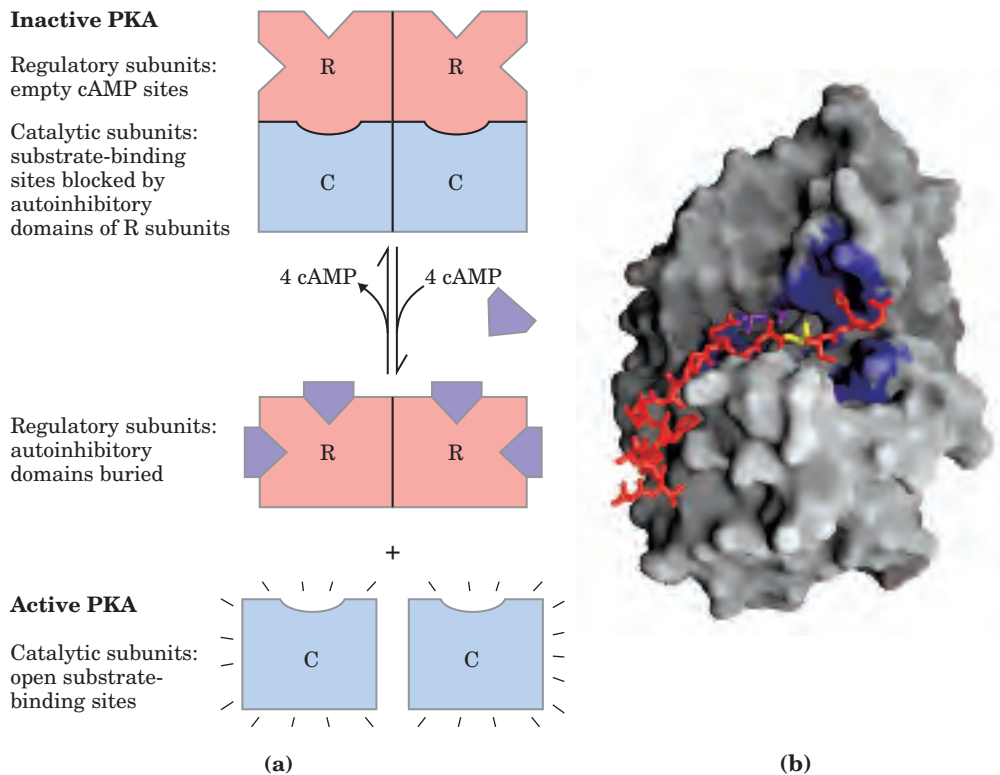 Inactive PKA
Regulatory subunits:
empty cAMP sites
R R
Catalytic subunits:
substrate-binding
sites blocked by
autoinhibitory
domains of R subunits
C C
4 cAMP 4 cAMP
Regulatory subunits:
autoinhibitory
domains buried
R R
+
Active PKA
Catalytic subunits:
open substrate-
binding sites
C C
(a) (b)